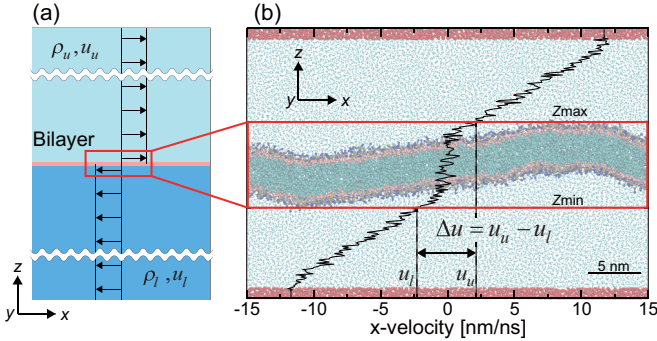 (a)
ρu, uu
Bilayer
ρl, ul
z
y
x
(b)
z
y
x
Zmax
Zmin
Δu = uu − ul
ul
uu
5 nm
-15 -10 -5 0 5 10 15
x-velocity [nm/ns]